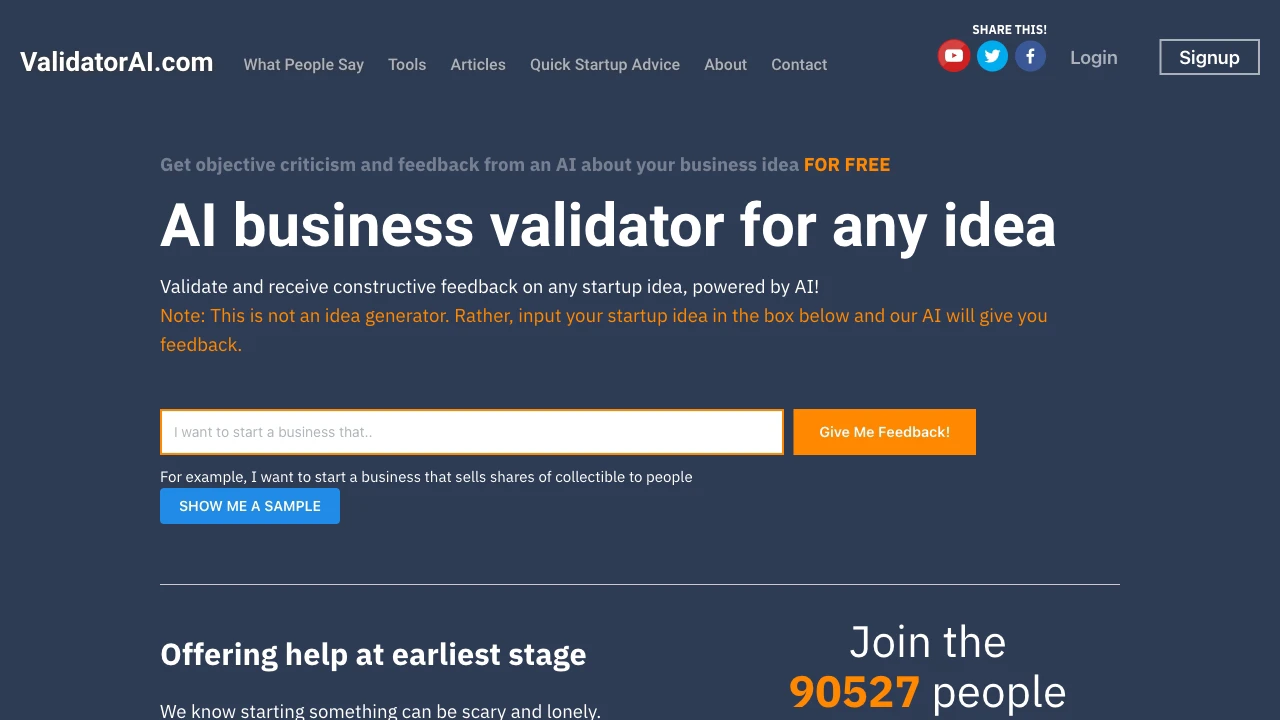 SHARE THIS!
ValidatorAI.com What People Say Tools Articles Quick Startup Advice About Contact Login Signup
Get objective criticism and feedback from an AI about your business idea FOR FREE
AI business validator for any idea
Validate and receive constructive feedback on any startup idea, powered by AI!
Note: This is not an idea generator. Rather, input your startup idea in the box below and our AI will give you
feedback.
I want to start a business that.. Give Me Feedback!
For example, I want to start a business that sells shares of collectible to people
SHOW ME A SAMPLE
Offering help at earliest stage
We know starting something can be scary and lonely.
Join the
90527 people